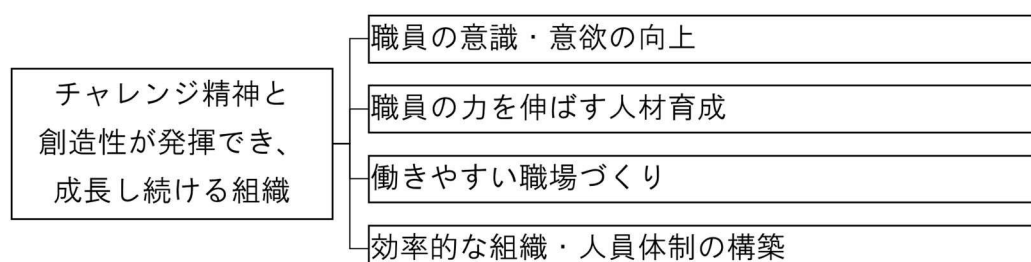 チャレンジ精神と
創造性が発揮でき、
成長し続ける組織
職員の意識・意欲の向上
職員の力を伸ばす人材育成
働きやすい職場づくり
効率的な組織・人員体制の構築